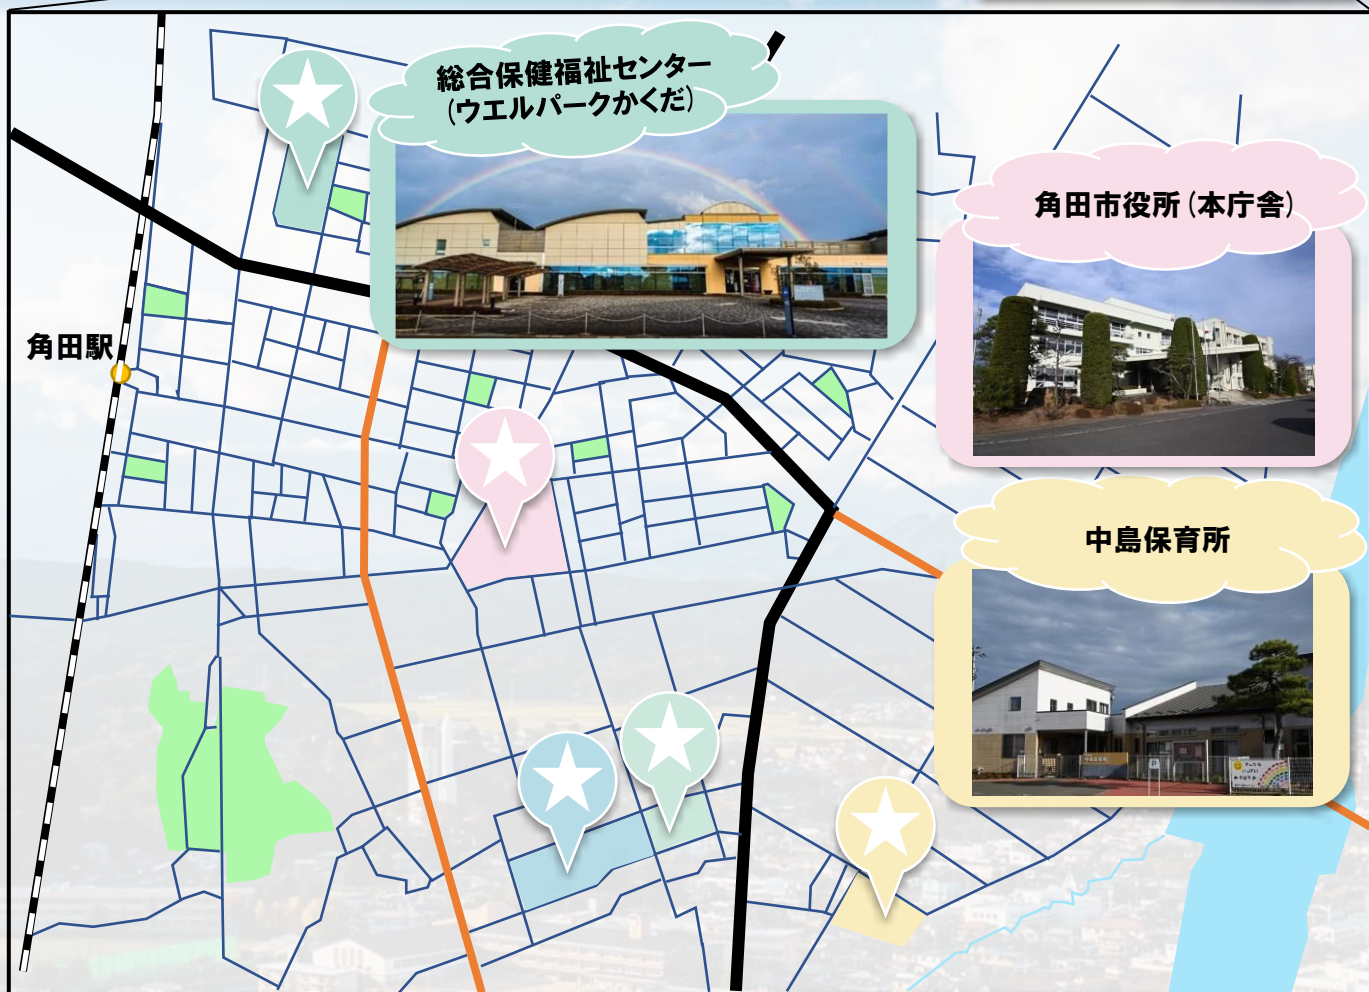 総合保健福祉センター
(ウエルパークかくだ)
角田市役所(本庁舎)
角田駅
中島保育所
P